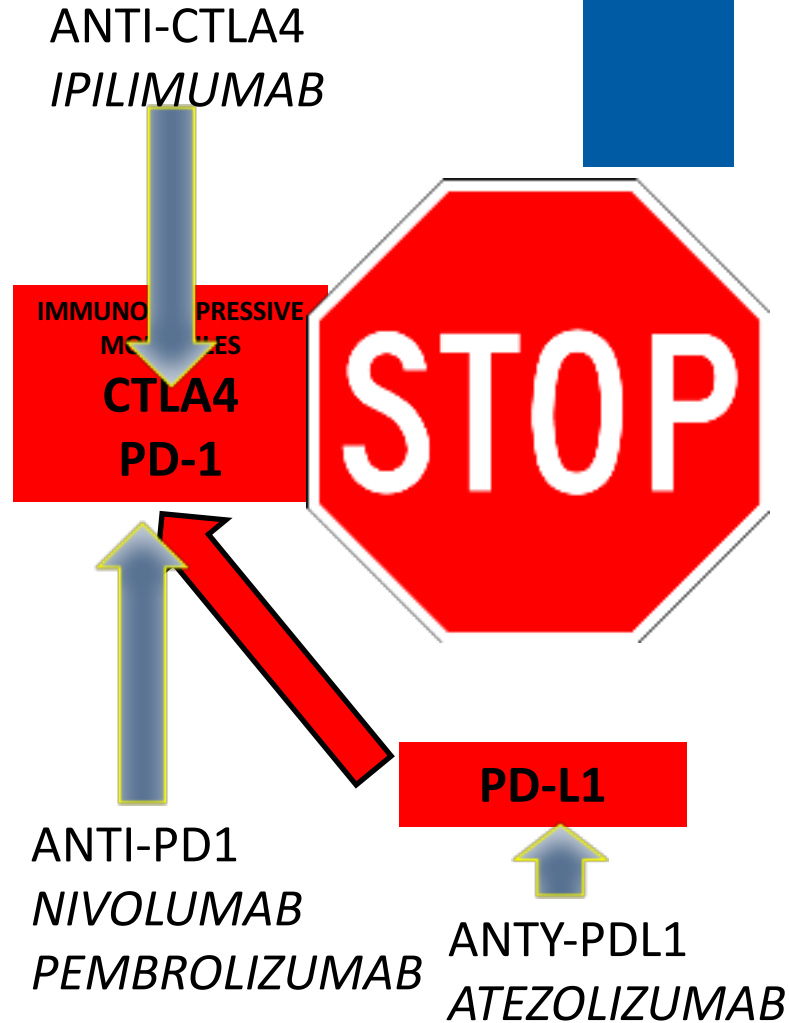 ANTI-CTLA4
IPILIMUMAB
CTLA4
PD-1
STOP
PD-L1
ANTI-PD1
NIVOLUMAB
PEMBROLIZUMAB
ANTY-PDL1
ATEZOLIZUMAB